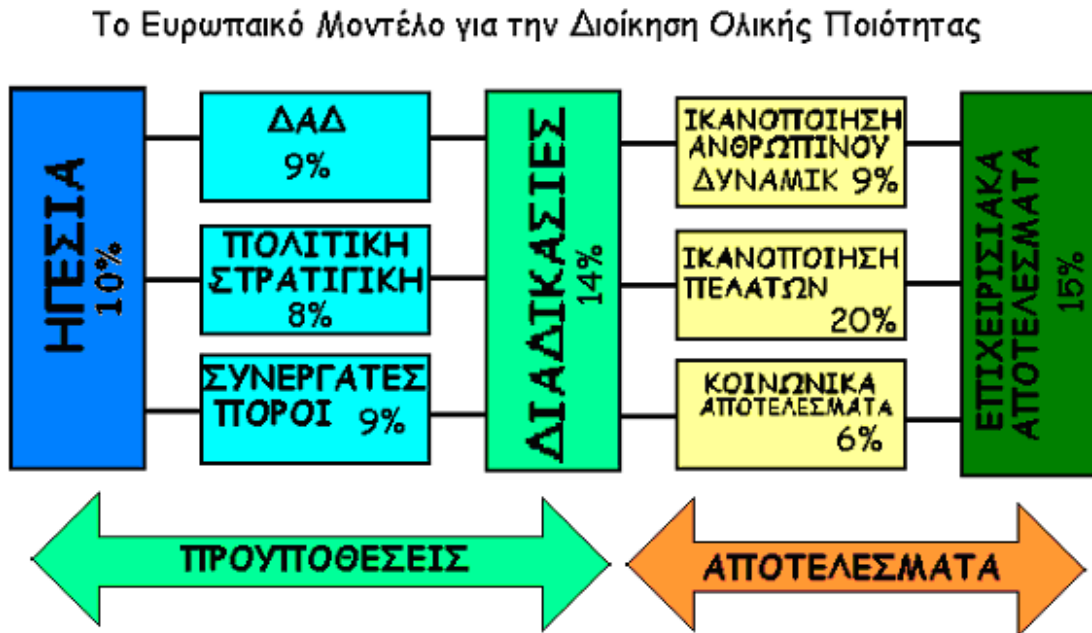 Το Ευρωπαικό Μοντέλο για την Διοίκηση Ολικής Ποιότητας
ΗΓΕΣΙΑ
10%
ΔΑΔ
9%
ΠΟΛΙΤΙΚΗ
ΣΤΡΑΤΙΓΙΚΗ
8%
ΣΥΝΕΡΓΑΤΕΣ
ΠΟΡΟΙ 9%
ΔΙΑΔΙΚΑΣΙΕΣ
14%
ΙΚΑΝΟΠΟΙΗΣΗ
ΑΝΘΡΩΠΙΝΟΥ
ΔΥΝΑΜΙΚ 9%
ΙΚΑΝΟΠΟΙΗΣΗ
ΠΕΛΑΤΩΝ
20%
ΚΟΙΝΩΝΙΚΑ
ΑΠΟΤΕΛΕΣΜΑΤΑ
6%
ΕΠΙΧΕΙΡΙΣΙΑΚΑ
ΑΠΟΤΕΛΕΣΜΑΤΑ
15%
ΠΡΟΥΠΟΘΕΣΕΙΣ
ΑΠΟΤΕΛΕΣΜΑΤΑ